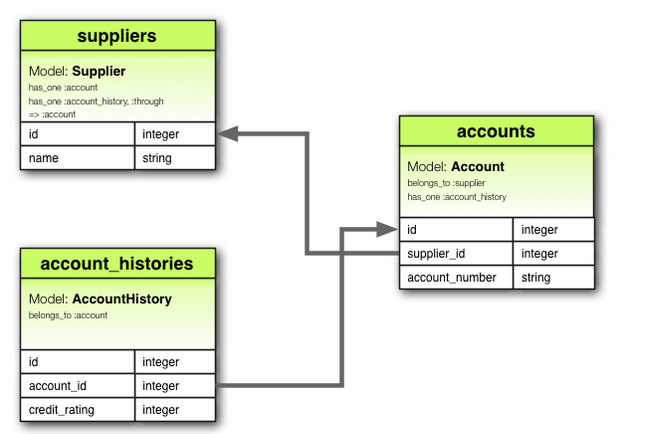 suppliers
Model: Supplier
has_one :account
has_one :account_history, :through
=> :account
id integer
name string
accounts
Model: Account
belongs_to :supplier
has_one :account_history
id integer
supplier_id integer
account_number string
account_histories
Model: AccountHistory
belongs_to :account
id integer
account_id integer
credit_rating integer